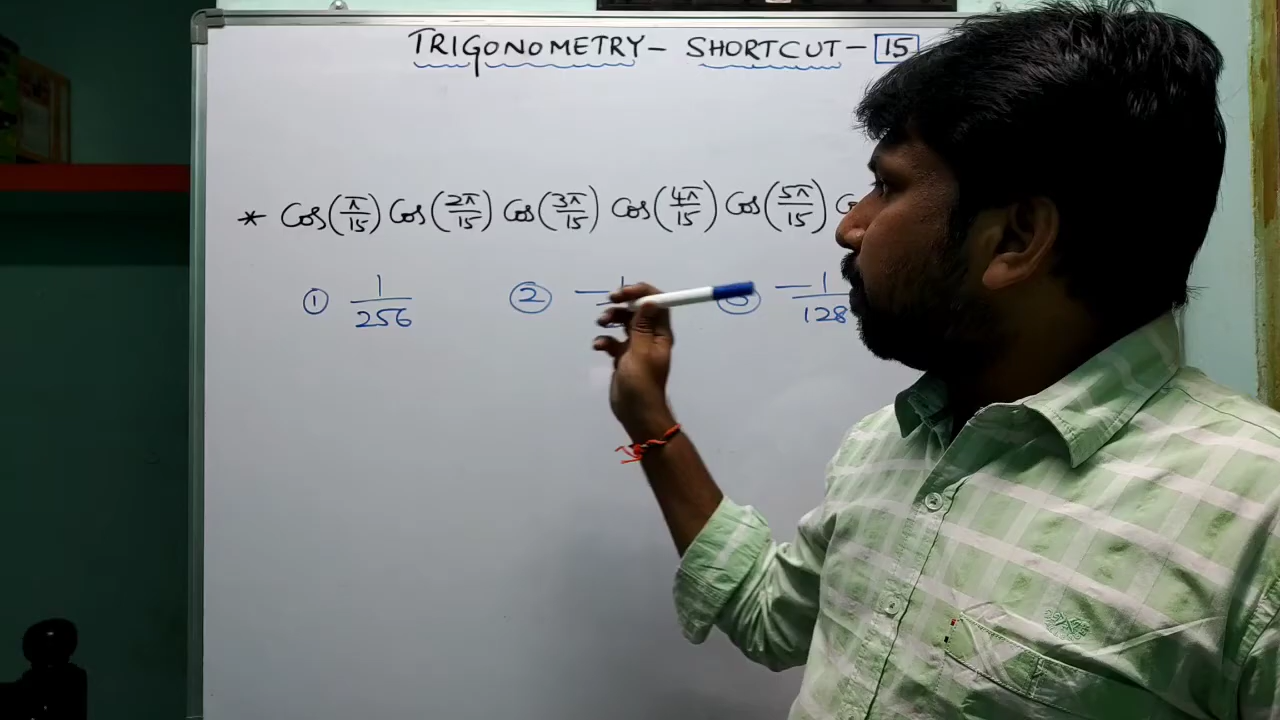 TRIGONOMETRY- SHORTCUT- 15
* Cos(π/15) Cos(2π/15) Cos(3π/15) Cos(4π/15) Cos(5π/15)
① 1/256 ② -1 ③ -1/128